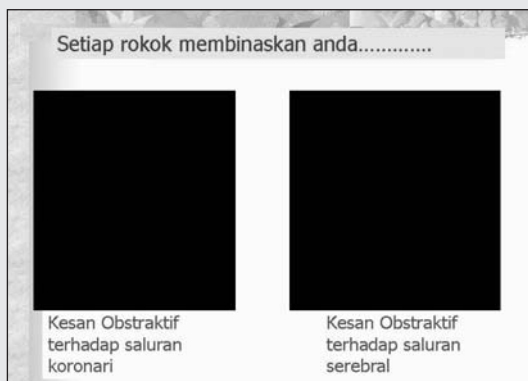 Setiap rokok membinaskan anda.............
Kesan Obstraktif
terhadap saluran
koronari
Kesan Obstraktif
terhadap saluran
serebral